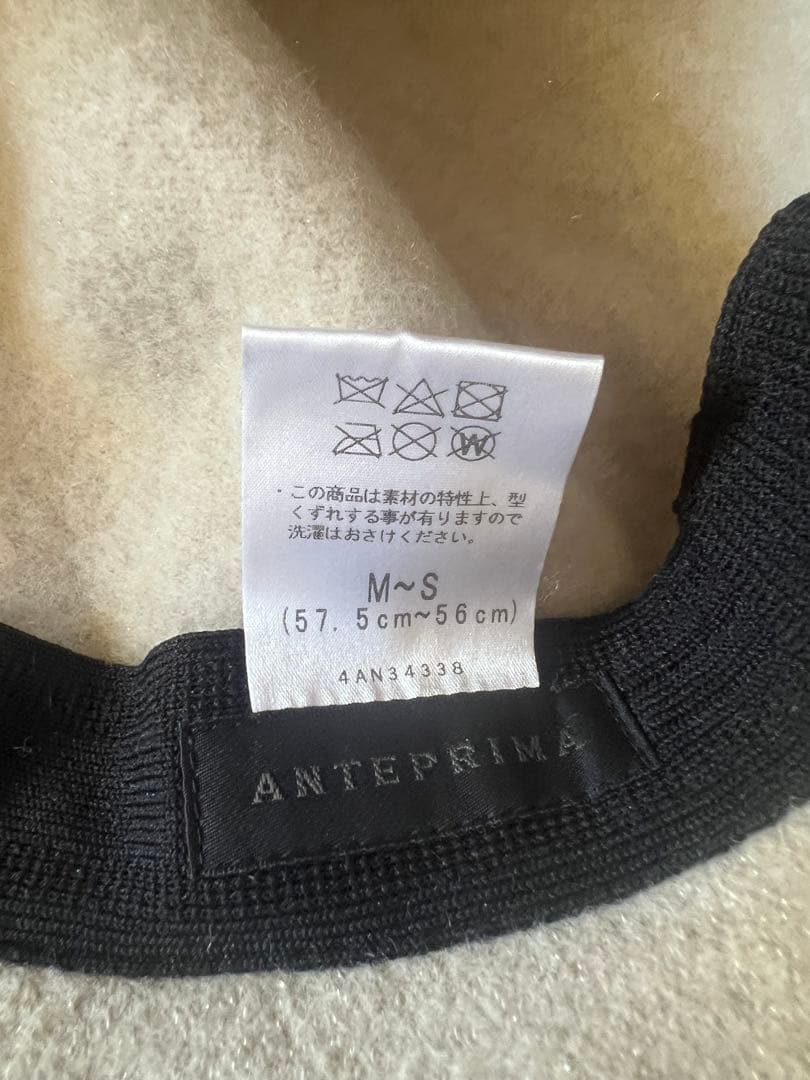 W
・この商品は素材の特性上、型
くずれする事が有りますので
洗濯はおさけください。
M~S
(57. 5cm~56cm)
4AN34338
ANTEPRIMA